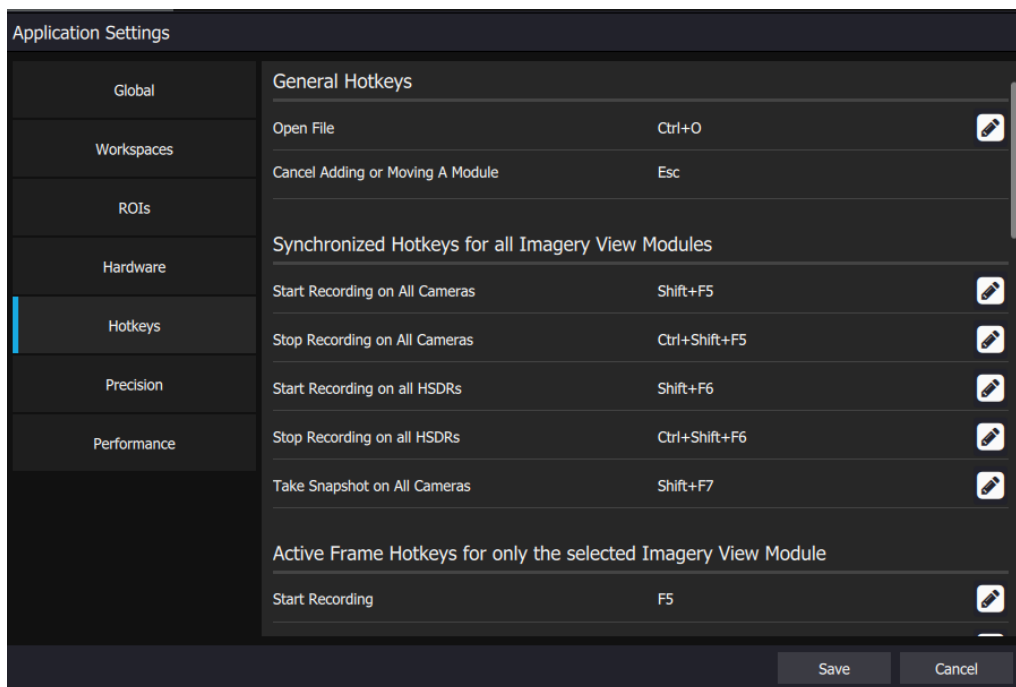 Application Settings
Global
Workspaces
ROIs
Hardware
Hotkeys
Precision
Performance
General Hotkeys
Open File Ctrl+O
Cancel Adding or Moving A Module Esc
Synchronized Hotkeys for all Imagery View Modules
Start Recording on All Cameras Shift+F5
Stop Recording on All Cameras Ctrl+Shift+F5
Start Recording on all HSDRs Shift+F6
Stop Recording on all HSDRs Ctrl+Shift+F6
Take Snapshot on All Cameras Shift+F7
Active Frame Hotkeys for only the selected Imagery View Module
Start Recording F5
Save Cancel